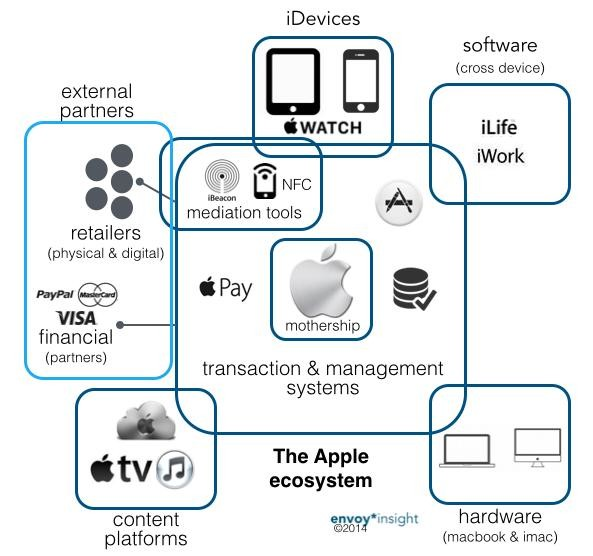 iDevices
WATCH
software
(cross device)
iLife
iWork
external
partners
iBeacon
NFC
mediation tools
retailers
(physical & digital)
PayPal
MasterCard
VISA
financial
(partners)
Pay
mothership
transaction & management
systems
tv
content
platforms
The Apple
ecosystem
envoy*insight
©2014
hardware
(macbook & imac)